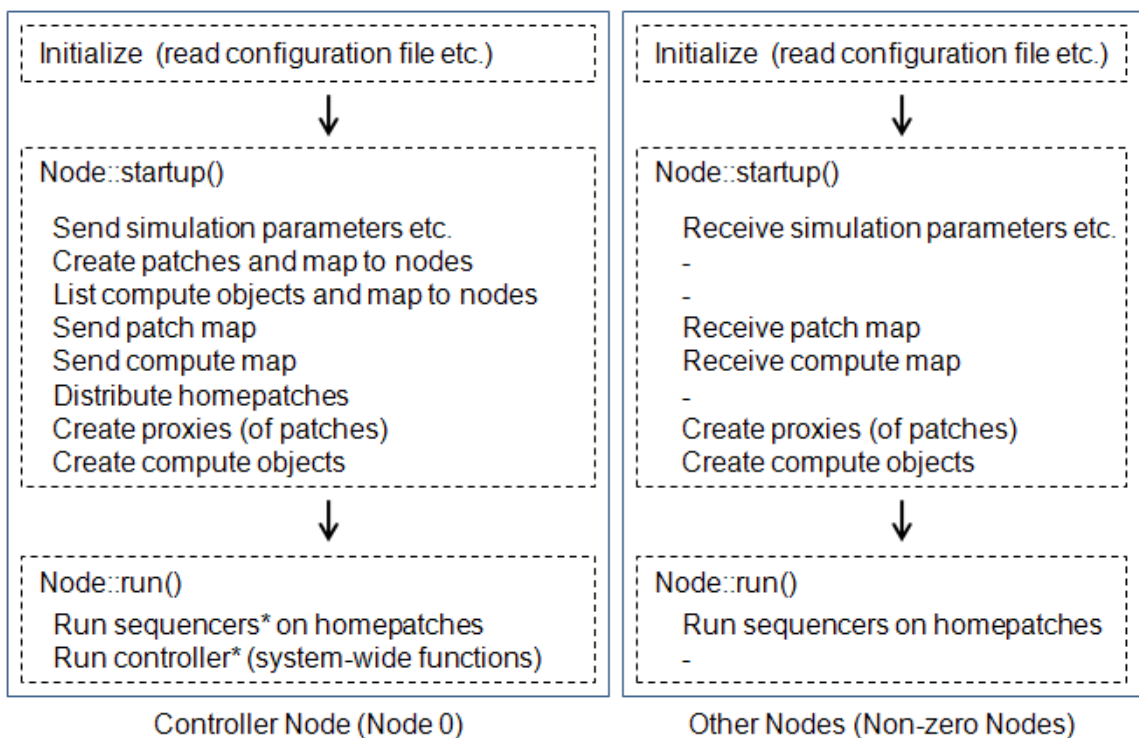 Initialize (read configuration file etc.)
Node::startup()
Send simulation parameters etc.
Create patches and map to nodes
List compute objects and map to nodes
Send patch map
Send compute map
Distribute homepatches
Create proxies (of patches)
Create compute objects
Node::run()
Run sequencers* on homepatches
Run controller* (system-wide functions)
Controller Node (Node 0)
Initialize (read configuration file etc.)
Node::startup()
Receive simulation parameters etc.
-
-
Receive patch map
Receive compute map
-
Create proxies (of patches)
Create compute objects
Node::run()
Run sequencers on homepatches
-
Other Nodes (Non-zero Nodes)